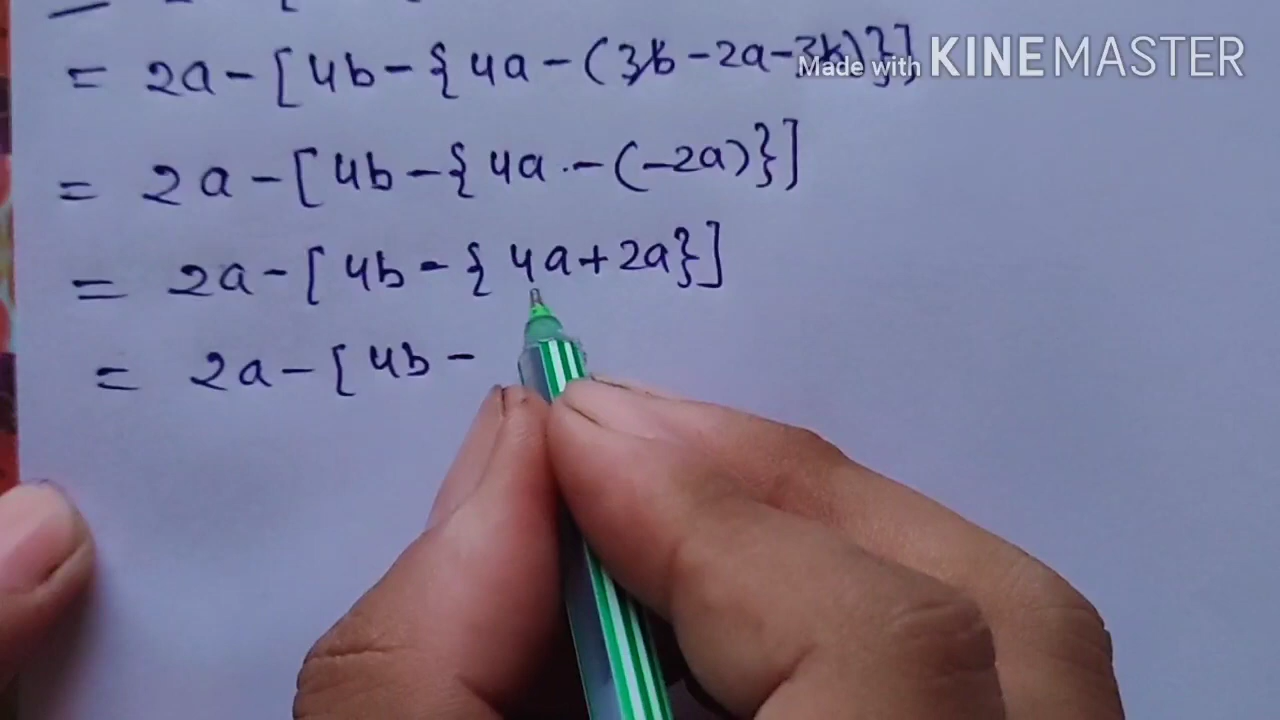 = 2a - [4b - {4a - (3b - 2a - 3b)}]
Made with KINEMASTER
= 2a - [4b - {4a - (-2a)}]
= 2a - [4b - {4a + 2a}]
= 2a - [4b -